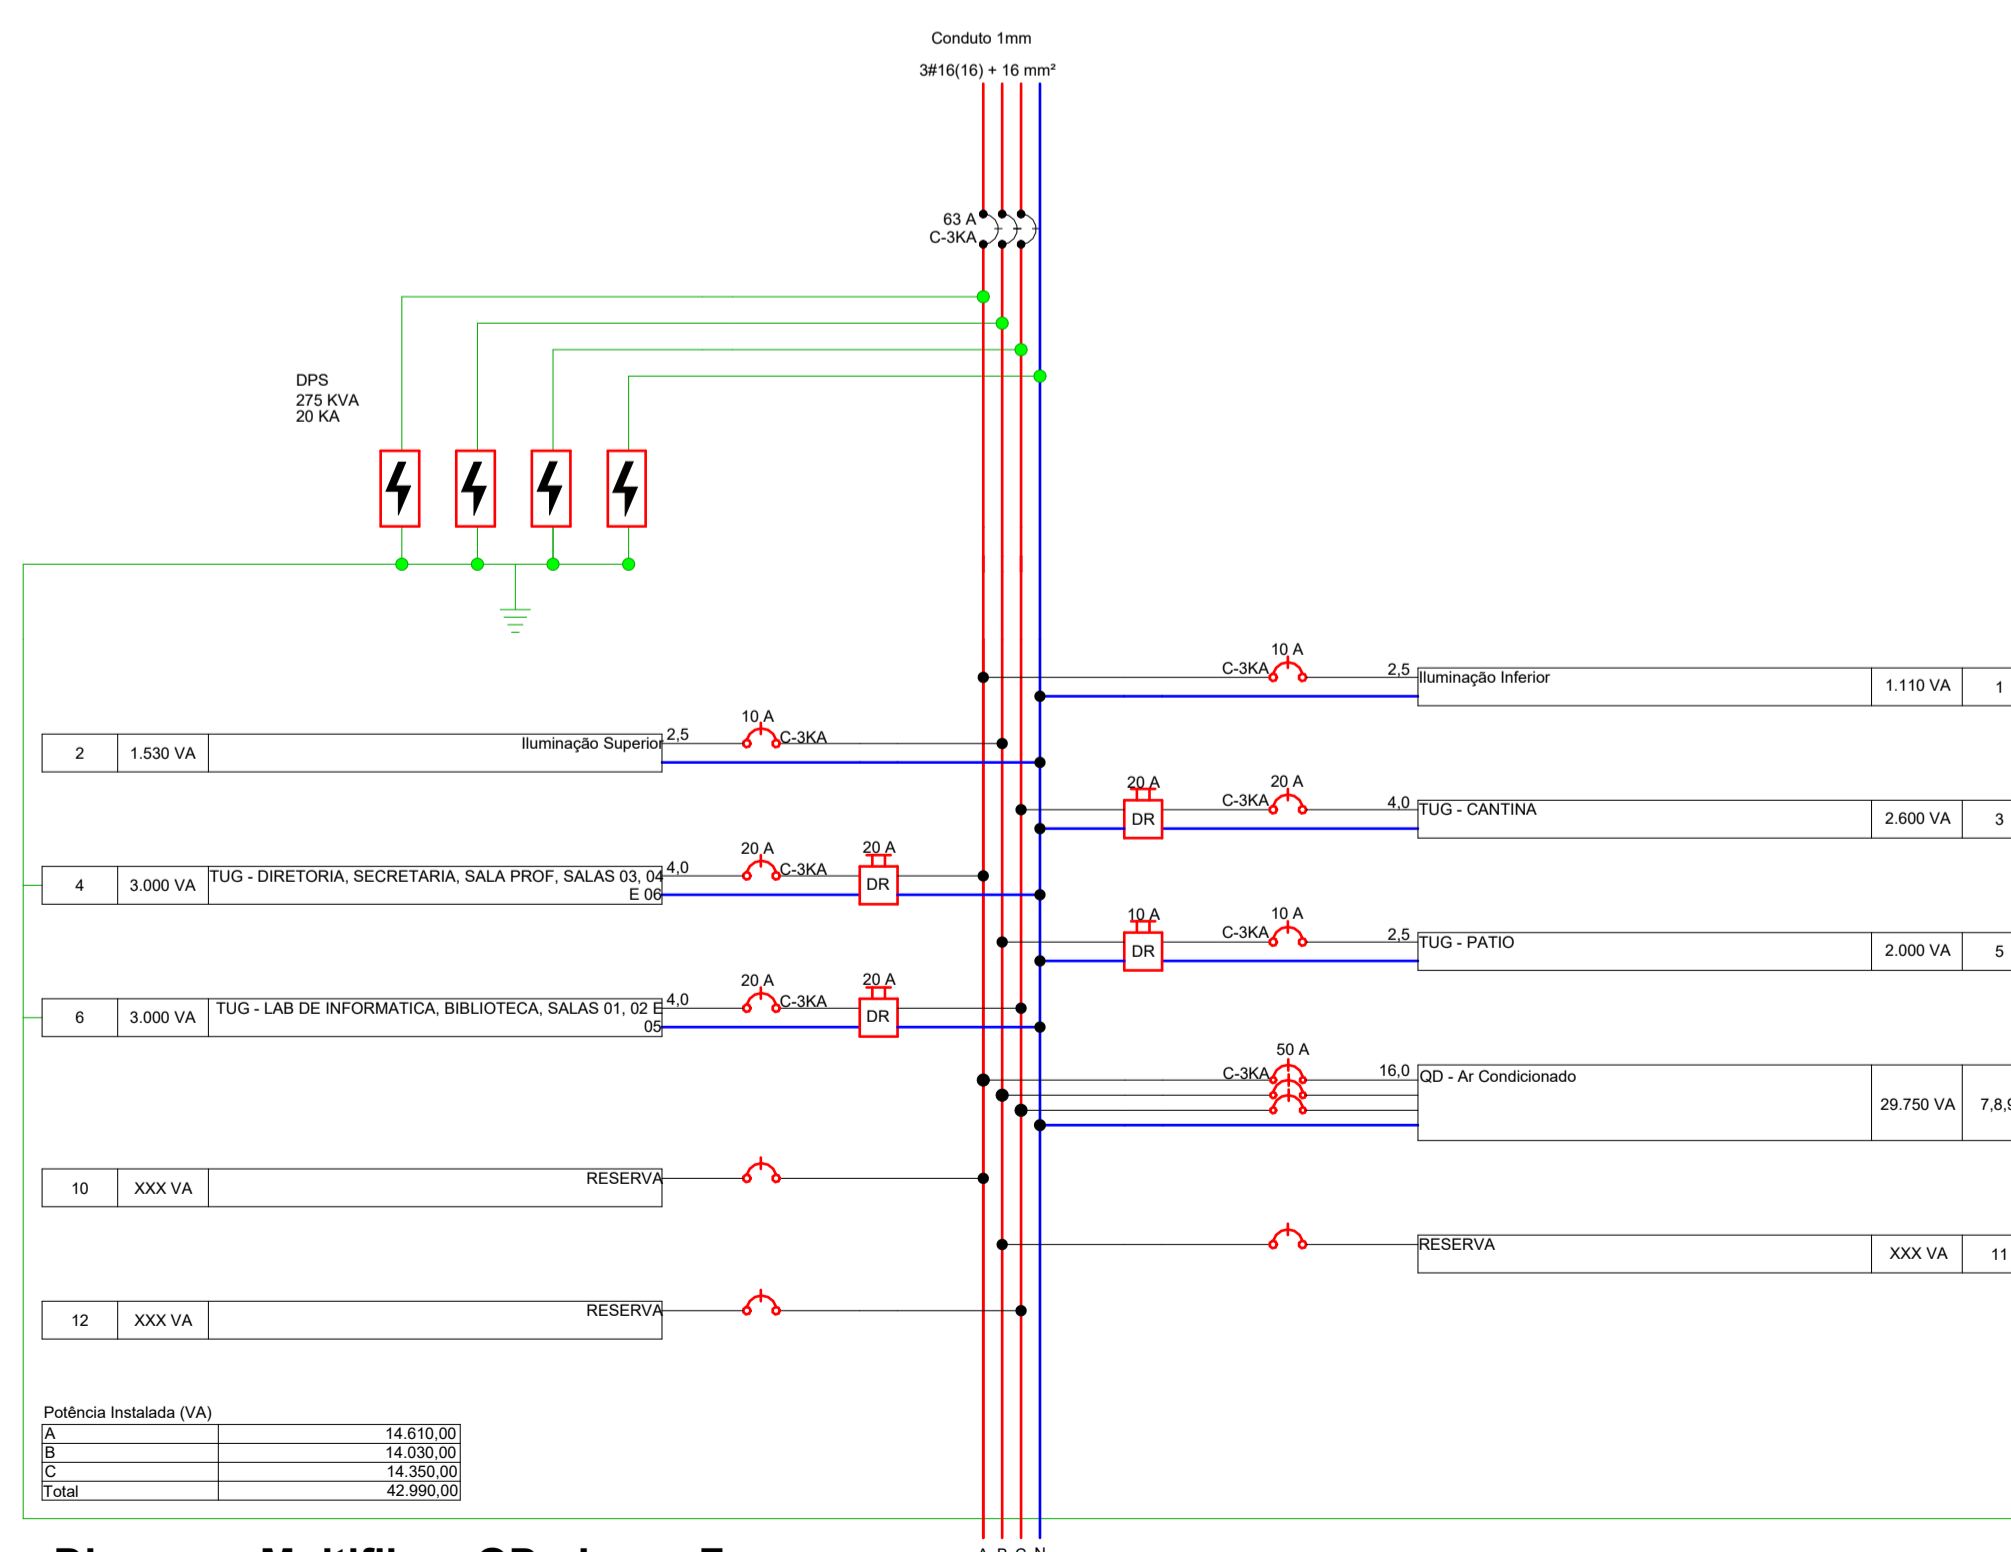 Conduto 1mm
3#16(16) + 16 mm²
63 A
C-3KA
DPS
275 KVA
20 KA
10 A
C-3KA
2,5
Iluminação Inferior
1.110 VA
1
2
1.530 VA
Iluminação Superior
2,5
10 A
C-3KA
20 A
DR
C-3KA
20 A
4,0
TUG - CANTINA
2.600 VA
3
4
3.000 VA
TUG - DIRETORIA, SECRETARIA, SALA PROF, SALAS 03, 04
E 06
4,0
20 A
C-3KA
20 A
DR
10 A
DR
C-3KA
10 A
2,5
TUG - PATIO
2.000 VA
5
6
3.000 VA
TUG - LAB DE INFORMATICA, BIBLIOTECA, SALAS 01, 02 E
05
4,0
20 A
C-3KA
20 A
DR
50 A
C-3KA
16,0
QD - Ar Condicionado
29.750 VA
7,8,9
10
XXX VA
RESERVA
RESERVA
XXX VA
11
12
XXX VA
RESERVA
Potência Instalada (VA)
A 14.610,00
B 14.030,00
C 14.350,00
Total 42.990,00
A B C N